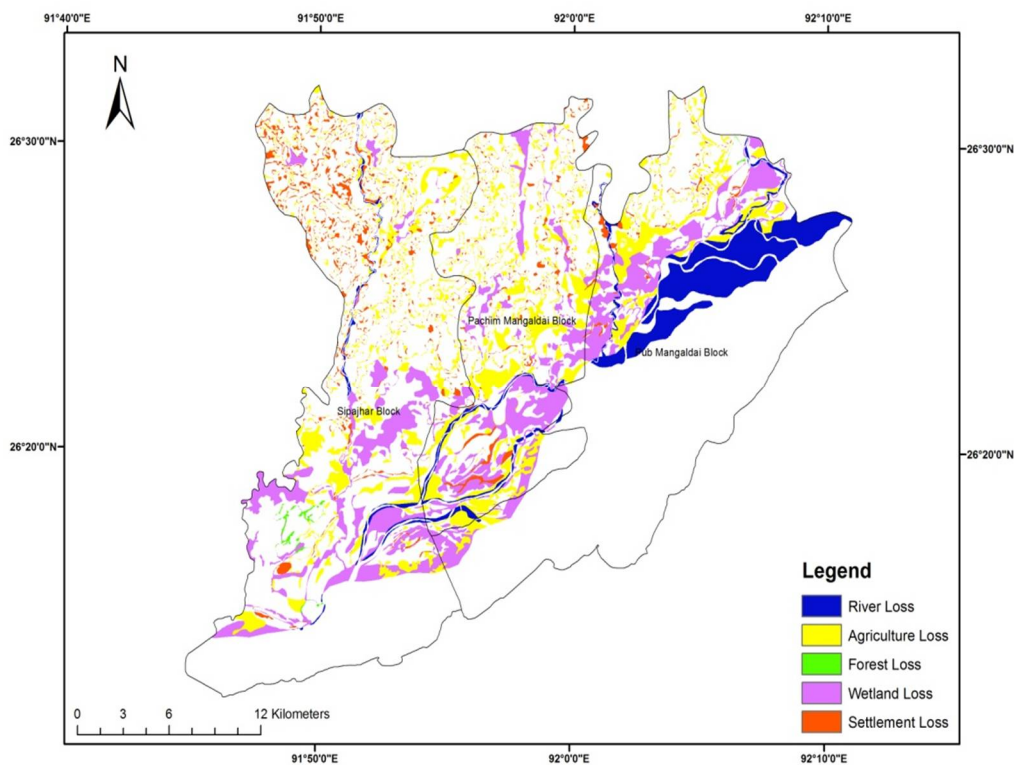 91°40'0"E 91°50'0"E 92°0'0"E 92°10'0"E
N
26°30'0"N 26°30'0"N
Pachim Mangaldai Block
Pub Mangaldai Block
Sipajhar Block
26°20'0"N 26°20'0"N
Legend
River Loss
Agriculture Loss
Forest Loss
Wetland Loss
Settlement Loss
0 3 6 12 Kilometers
91°50'0"E 92°0'0"E 92°10'0"E